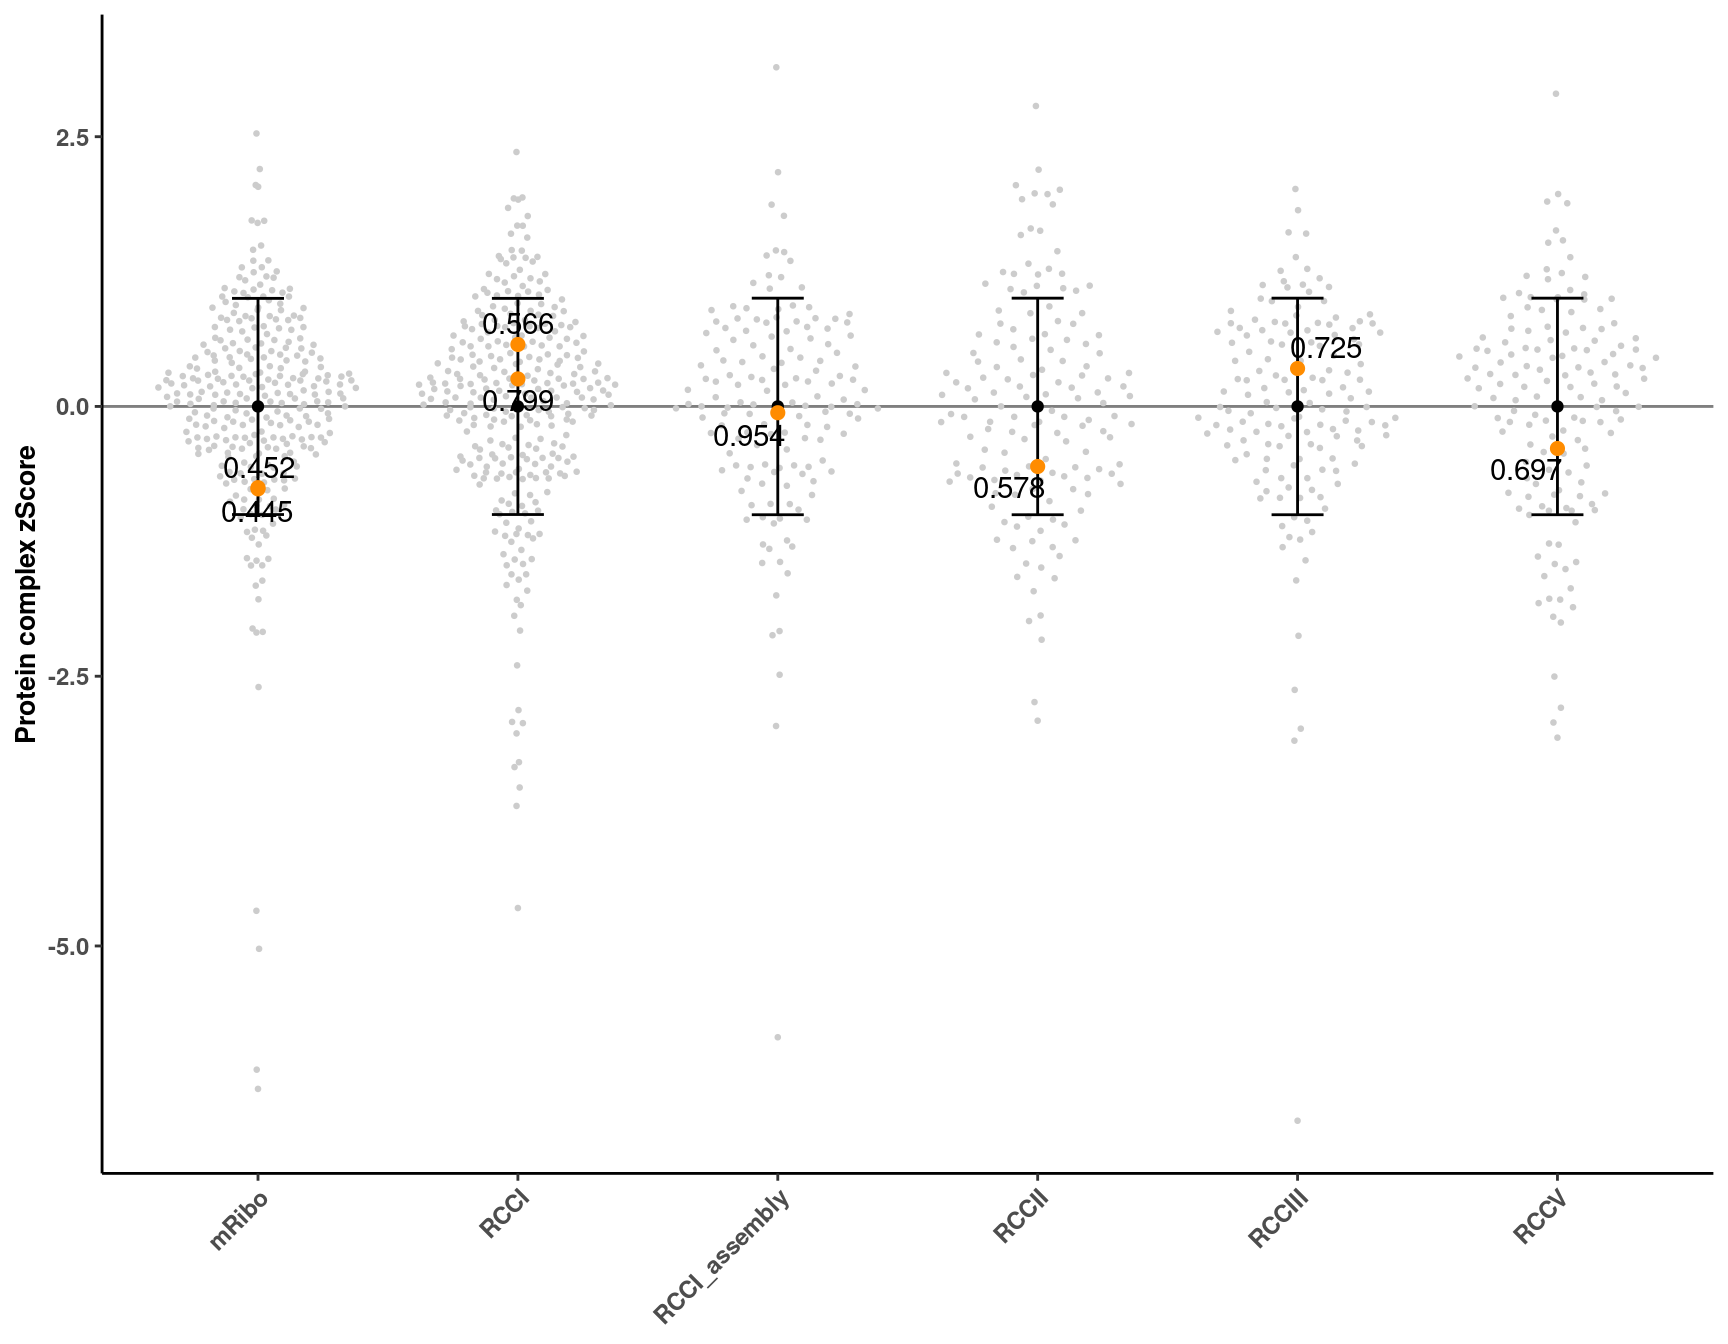 Protein complex zScore
2.5
0.0
-2.5
-5.0
0.566
0.799
0.725
0.452
0.445
0.954
0.578
0.697
mRibo
RCCI
RCCI_assembly
RCCII
RCCIII
RCCV